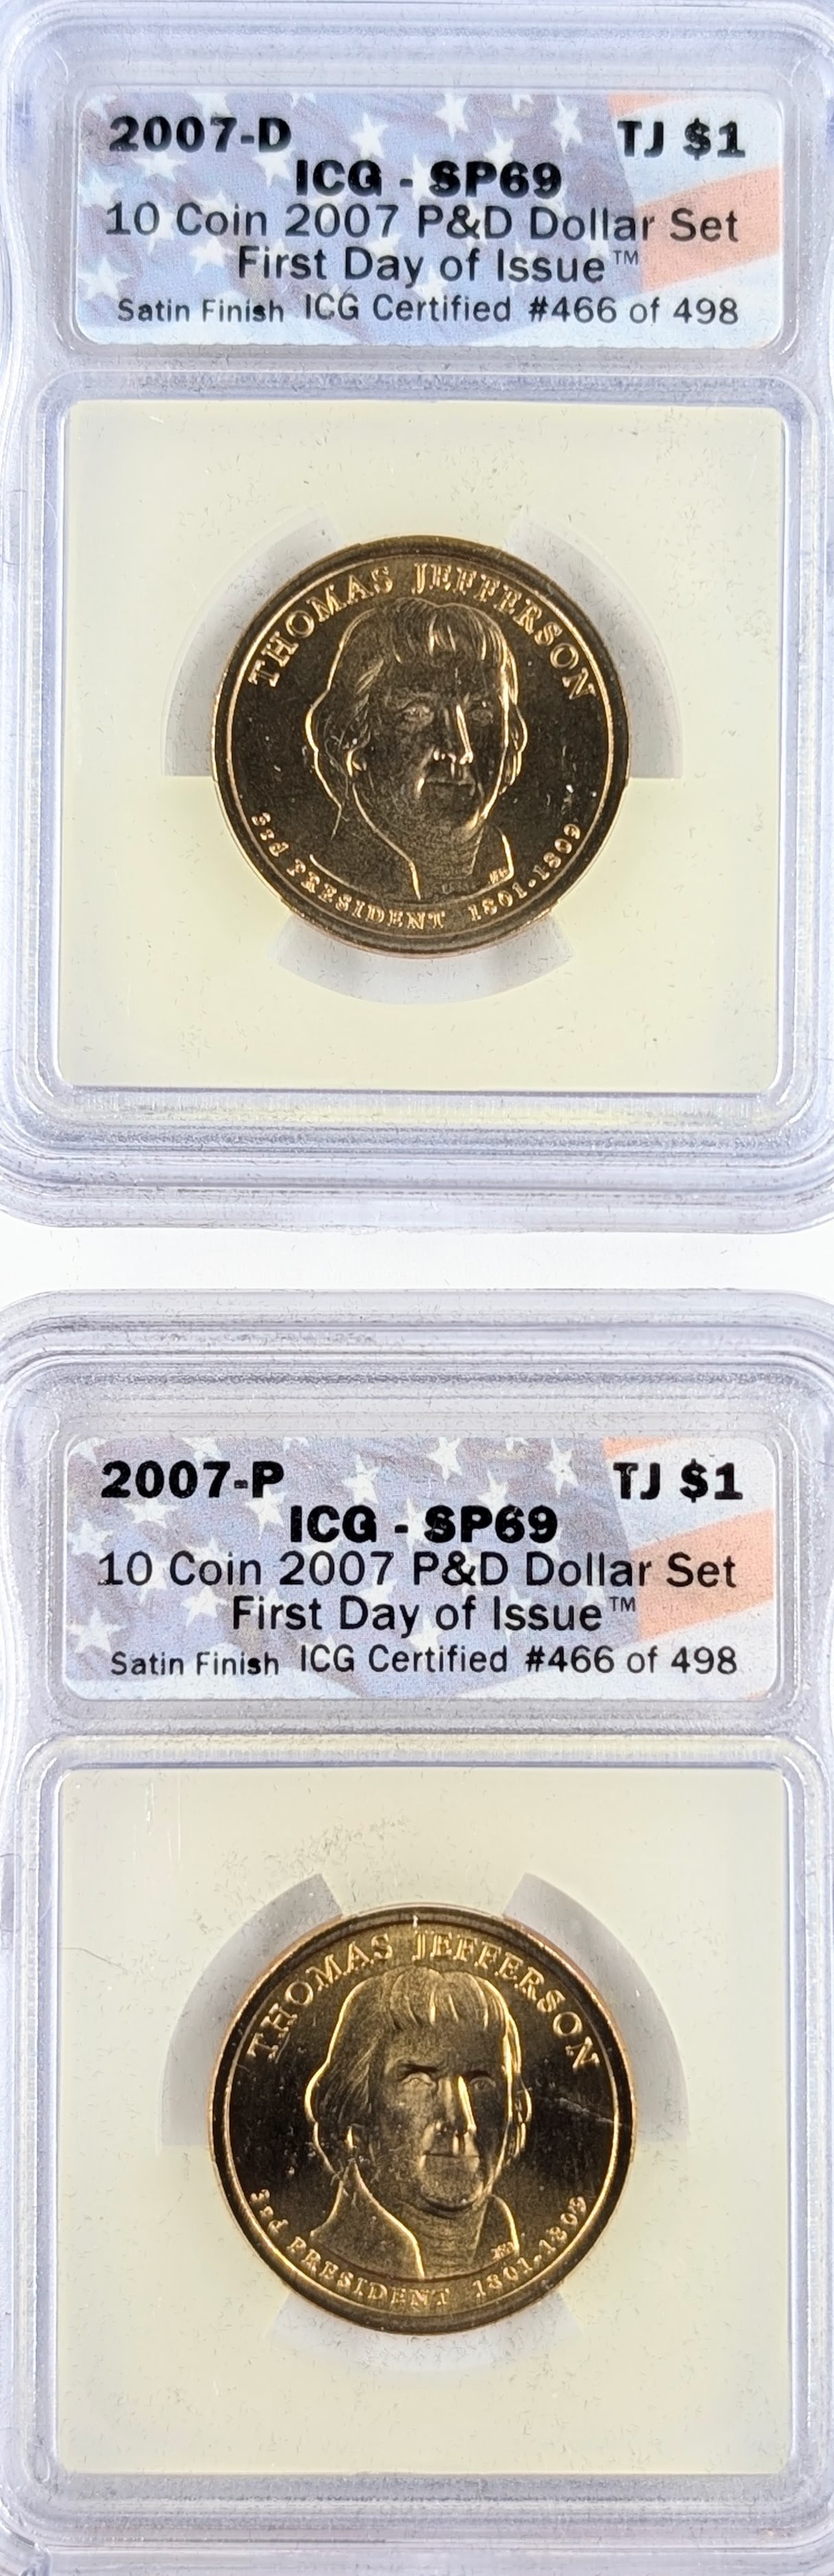 2007-D TJ $1
ICG - SP69
10 Coin 2007 P&D Dollar Set
First Day of Issue™
Satin Finish ICG Certified #466 of 498
THOMAS JEFFERSON
3rd PRESIDENT 1801-1809
2007-P TJ $1
ICG - SP69
10 Coin 2007 P&D Dollar Set
First Day of Issue™
Satin Finish ICG Certified #466 of 498
THOMAS JEFFERSON
3rd PRESIDENT 1801-1809